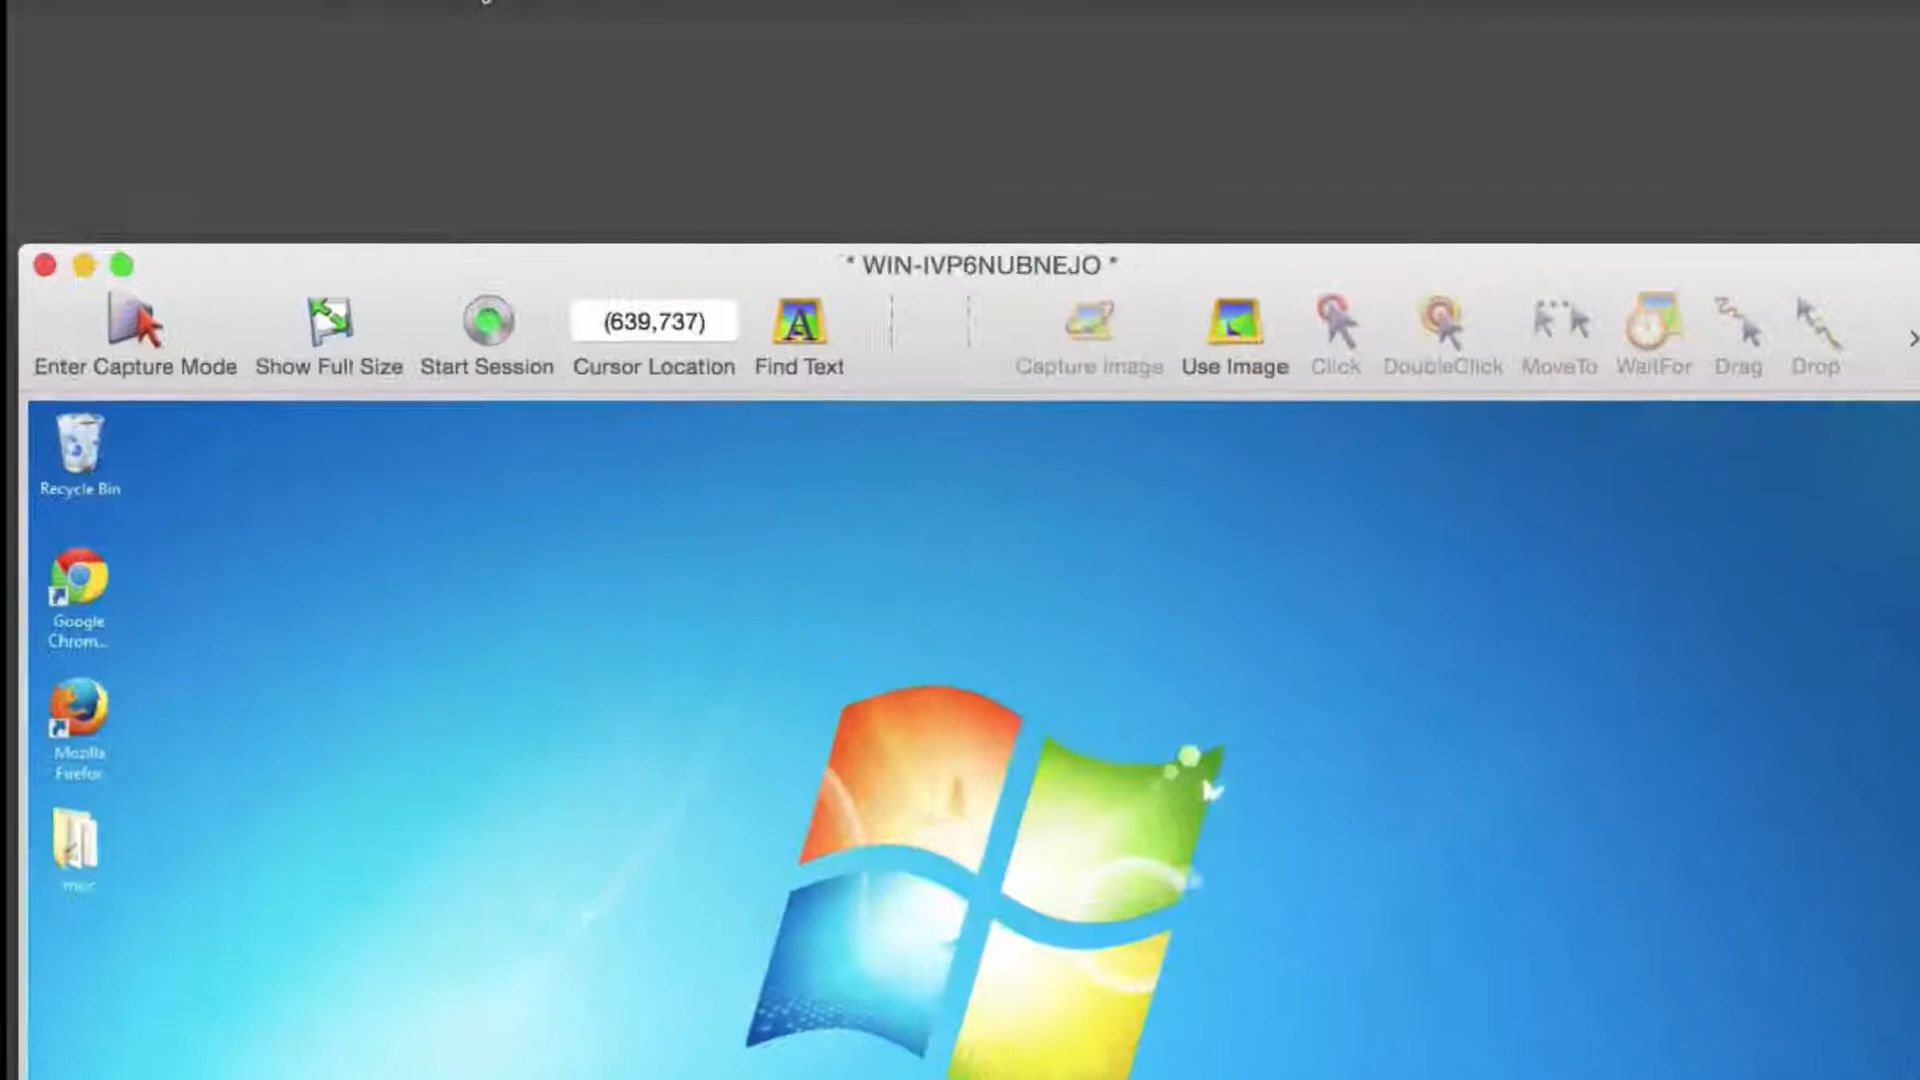 * WIN-IVP6NUBNEJO *
(639,737)
Enter Capture Mode Show Full Size Start Session Cursor Location Find Text Capture Image Use Image Click DoubleClick MoveTo WaitFor Drag Drop
A
Recycle Bin
Google
Chrom...
Mozilla
Firefox